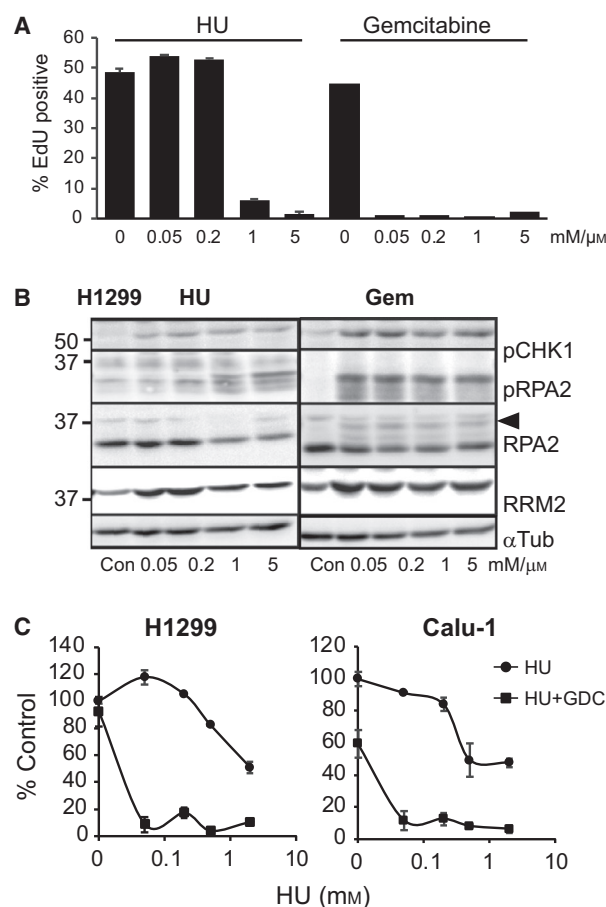 A
HU Gemcitabine
% EdU positive
60
50
40
30
20
10
0
0 0.05 0.2 1 5 0 0.05 0.2 1 5 mM/μM
B H1299 HU Gem
50
pCHK1
37
pRPA2
37
RPA2
37
RRM2
αTub
Con 0.05 0.2 1 5 Con 0.05 0.2 1 5 mM/μM
C
H1299 Calu-1
% Control
140
120
100
80
60
40
20
0
0 0.1 1 10
120
100
80
60
40
20
0
0 0.1 1 10
HU
HU+GDC
HU (mM)